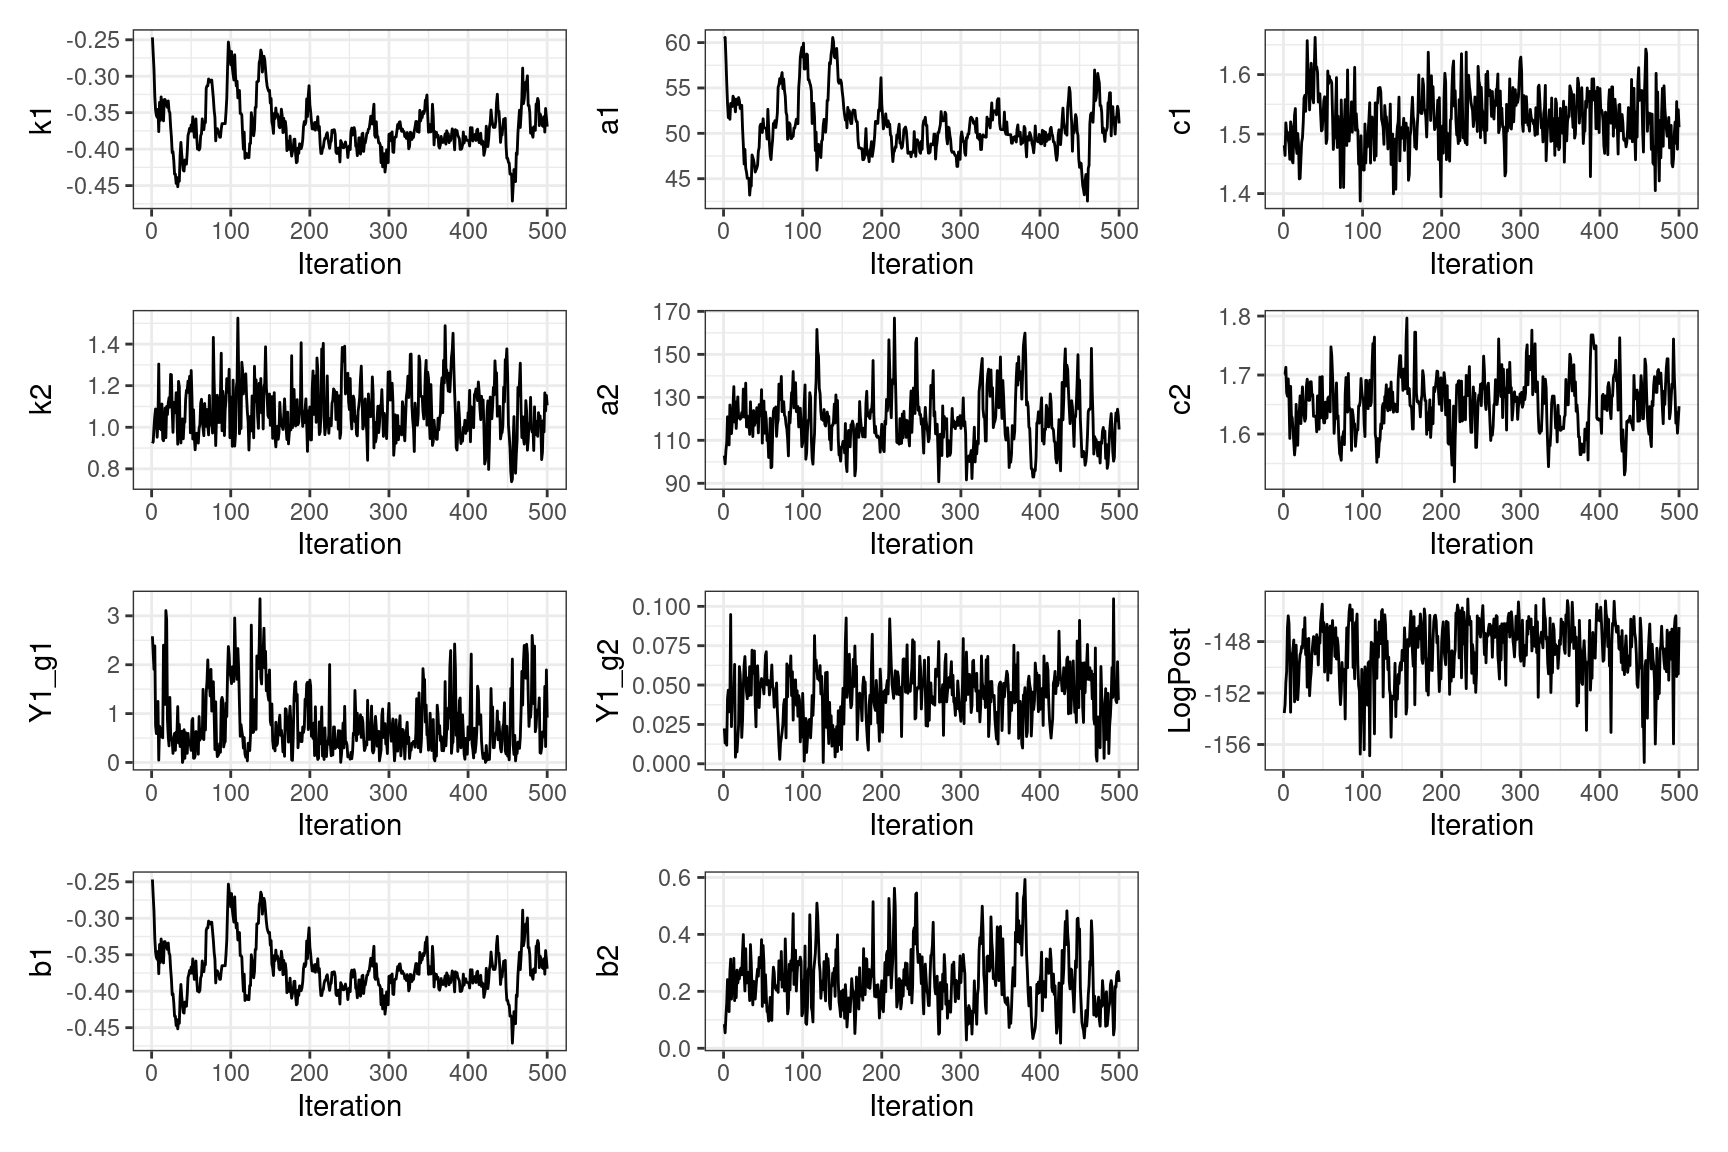 k1
-0.25
-0.30
-0.35
-0.40
-0.45
0 100 200 300 400 500
Iteration
a1
60
55
50
45
0 100 200 300 400 500
Iteration
c1
1.6
1.5
1.4
0 100 200 300 400 500
Iteration
k2
1.4
1.2
1.0
0.8
0 100 200 300 400 500
Iteration
a2
170
150
130
110
90
0 100 200 300 400 500
Iteration
c2
1.8
1.7
1.6
0 100 200 300 400 500
Iteration
Y1_g1
3
2
1
0
0 100 200 300 400 500
Iteration
Y1_g2
0.100
0.075
0.050
0.025
0.000
0 100 200 300 400 500
Iteration
LogPost
-148
-152
-156
0 100 200 300 400 500
Iteration
b1
-0.25
-0.30
-0.35
-0.40
-0.45
0 100 200 300 400 500
Iteration
b2
0.6
0.4
0.2
0.0
0 100 200 300 400 500
Iteration